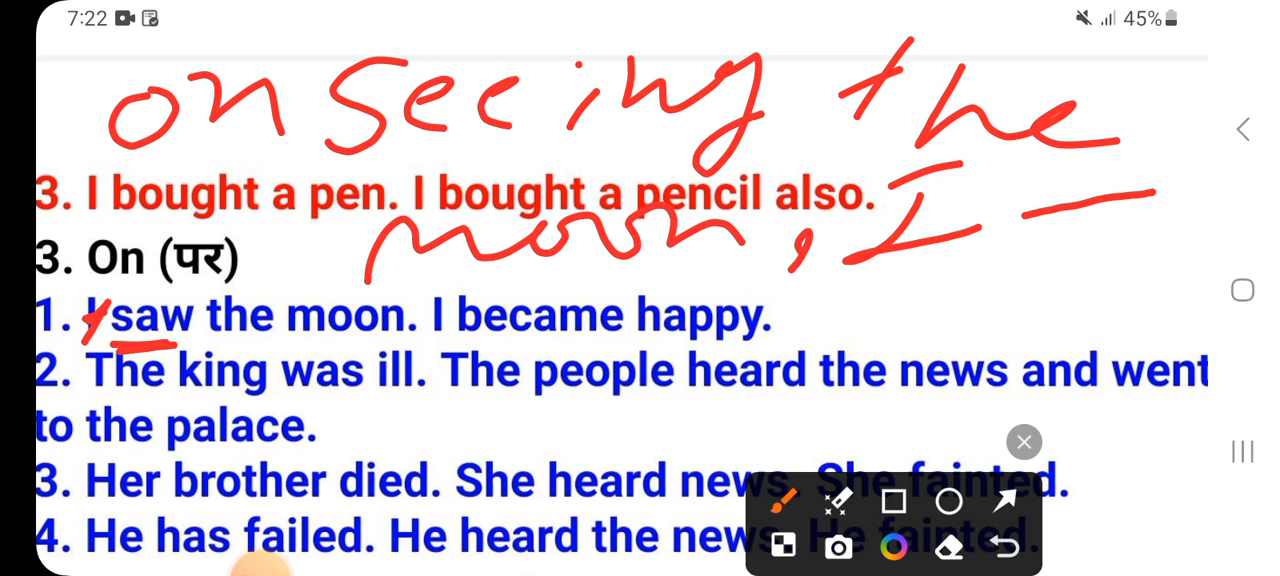 7:22 45%
on seeing the
3. I bought a pen. I bought a pencil also.
moon, I
3. On (पर)
1. I saw the moon. I became happy.
2. The king was ill. The people heard the news and went
to the palace.
3. Her brother died. She heard news. She fainted.
4. He has failed. He heard the news. He fainted.